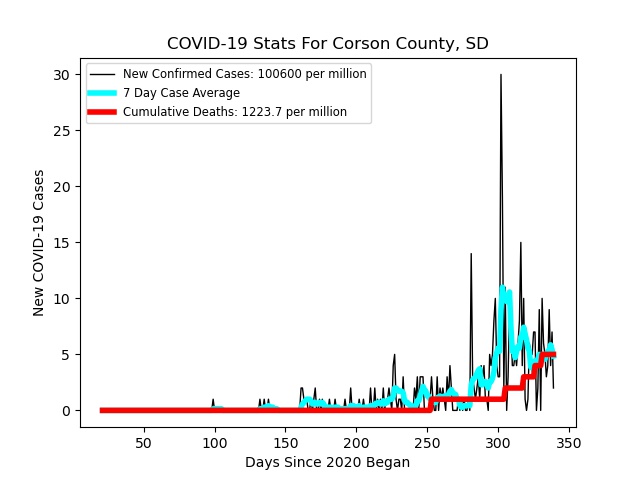 COVID-19 Stats For Corson County, SD
New Confirmed Cases: 100600 per million
7 Day Case Average
Cumulative Deaths: 1223.7 per million
New COVID-19 Cases
30
25
20
15
10
5
0
50 100 150 200 250 300 350
Days Since 2020 Began